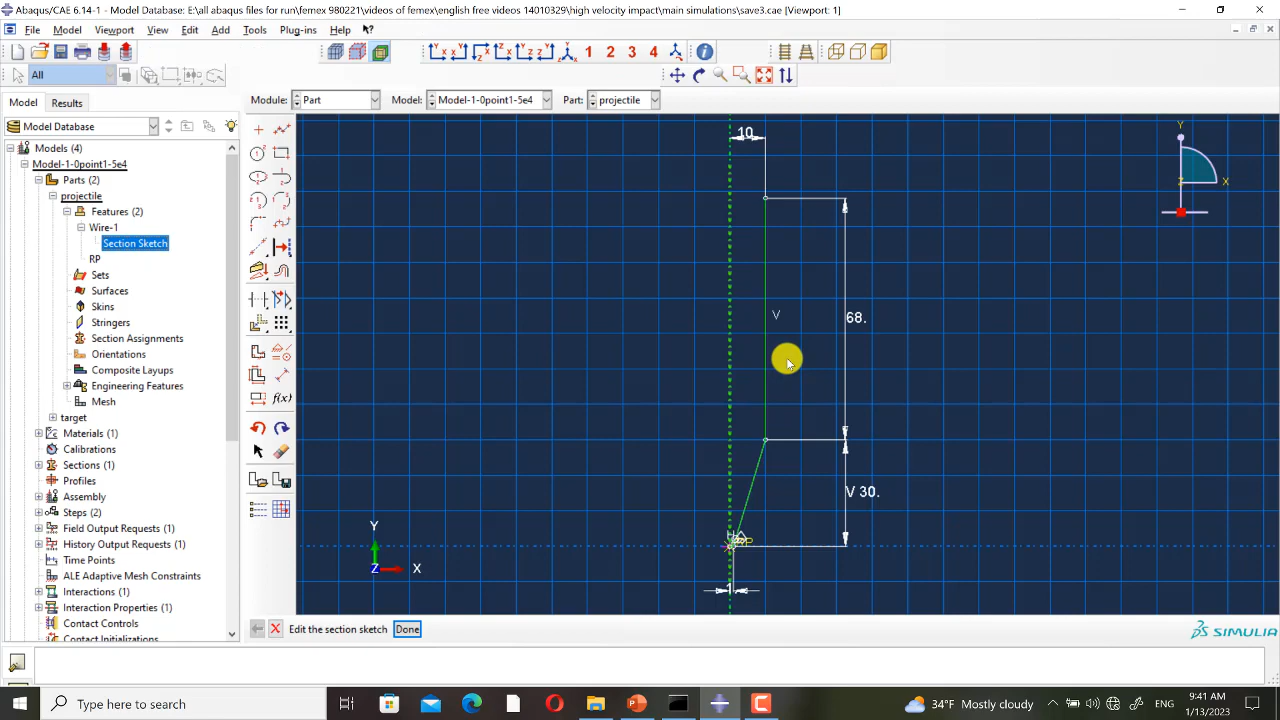 Abaqus/CAE 6.14-1 - Model Database: E:\all abaqus files for run\femex 980221\videos of femex\english free videos 14010329\high velocity impact\main simulations\save3.cae [Viewport: 1]
File Model Viewport View Edit Add Tools Plug-ins Help
1 2 3 4
All
Model Results Module: Part Model: Model-1-0point1-5e4 Part: projectile
Model Database
Models (4)
Model-1-0point1-5e4
Parts (2)
projectile
Features (2)
Wire-1
Section Sketch
RP
Sets
Surfaces
Skins
Stringers
Section Assignments
Orientations
Composite Layups
Engineering Features
Mesh
target
Materials (1)
Calibrations
Sections (1)
Profiles
Assembly
Steps (2)
Field Output Requests (1)
History Output Requests (1)
Time Points
ALE Adaptive Mesh Constraints
Interactions (1)
Interaction Properties (1)
Contact Controls
Contact Initializations
f(x)
10
V
68.
V 30.
1
Y
Z X
Y
Z X
Edit the section sketch Done
SIMULIA
Type here to search
34°F Mostly cloudy
9:41 AM
1/13/2023